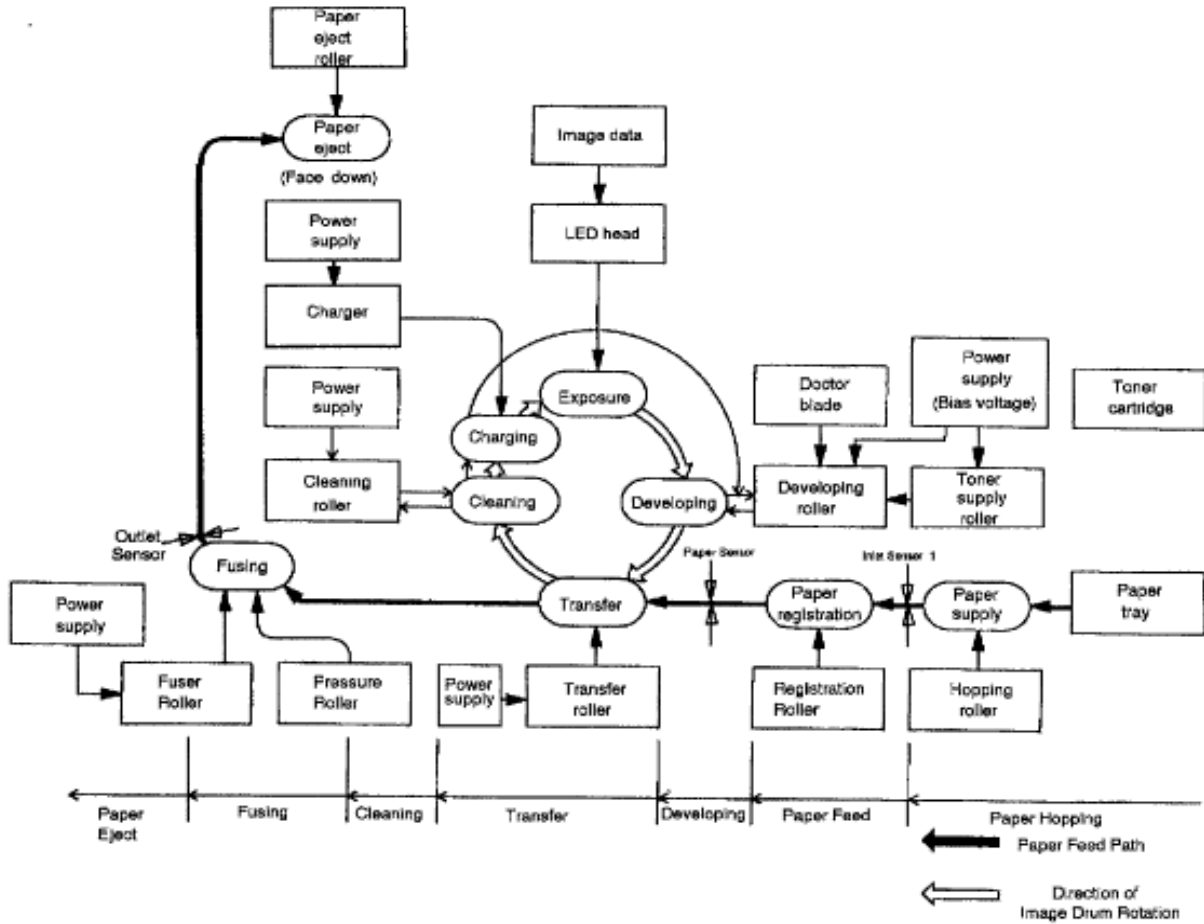 Paper
eject
roller
Paper
eject
(Face down)
Image data
LED head
Power
supply
Charger
Power
supply
Cleaning
roller
Exposure
Charging
Cleaning
Developing
Doctor
blade
Power
supply
(Bias voltage)
Toner
cartridge
Developing
roller
Toner
supply
roller
Outlet
Sensor
Fusing
Paper Sensor
Inlet Sensor 1
Transfer
Paper
registration
Paper
supply
Paper
tray
Power
supply
Fuser
Roller
Pressure
Roller
Power
supply
Transfer
roller
Registration
Roller
Hopping
roller
Paper
Eject
Fusing
Cleaning
Transfer
Developing
Paper Feed
Paper Hopping
Paper Feed Path
Direction of
Image Drum Rotation